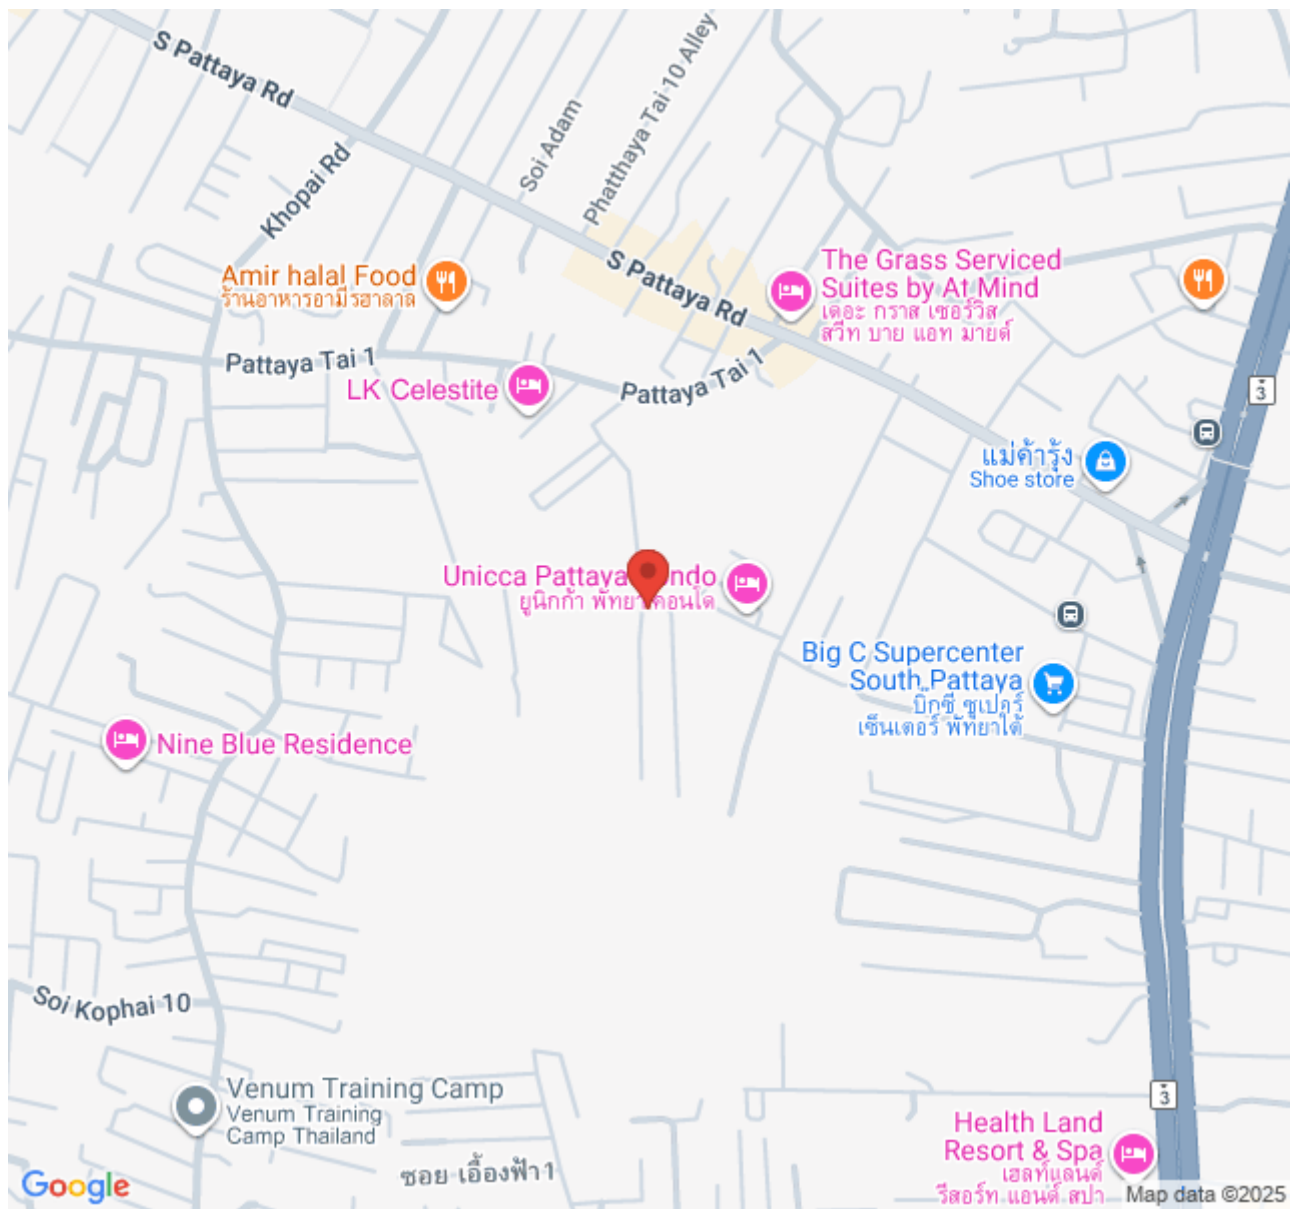 S Pattaya Rd
Khopai Rd
Soi Adam
Phatthaya Tai 10 Alley
Amir halal Food
ร้านอาหารอามีรฮาลาล
S Pattaya Rd
The Grass Serviced
Suites by At Mind
เดอะ กราส เซอร์วิส
สวีท บาย แอท มายด์
Pattaya Tai 1
LK Celestite
Pattaya Tai 1
3
แม่ค้ารุ้ง
Shoe store
Unicca Pattaya
ยูนิกก้า พัทยา คอนโด
Big C Supercenter
South Pattaya
บิ๊กซี ซูเปอร์
เซ็นเตอร์ พัทยาใต้
Nine Blue Residence
Soi Kophai 10
Venum Training Camp
Venum Training
Camp Thailand
3
Health Land
Resort & Spa
เฮลท์แลนด์
รีสอร์ท แอนด์ สปา
ซอย เอื้องฟ้า 1
Google
Map data ©2025